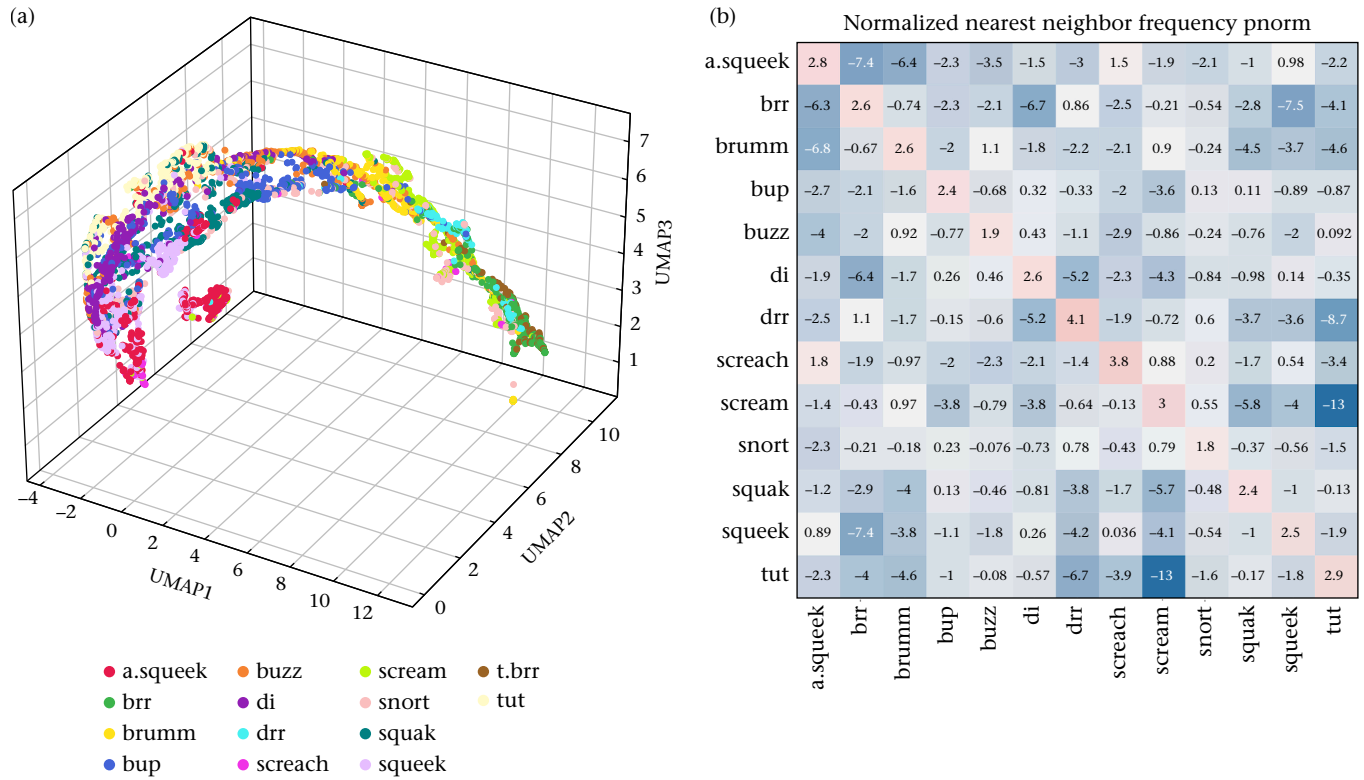 (a)
7
6
5
4
3
2
1
UMAP3
10
8
6
4
2
0
UMAP2
−4
−2
0
2
4
6
8
10
12
UMAP1
a.squeek
buzz
scream
t.brr
brr
di
snort
tut
brumm
drr
squak
bup
screach
squeek
(b)
Normalized nearest neighbor frequency pnorm
a.squeek 2.8 −7.4 −6.4 −2.3 −3.5 −1.5 −3 1.5 −1.9 −2.1 −1 0.98 −2.2
brr −6.3 2.6 −0.74 −2.3 −2.1 −6.7 0.86 −2.5 −0.21 −0.54 −2.8 −7.5 −4.1
brumm −6.8 −0.67 2.6 −2 1.1 −1.8 −2.2 −2.1 0.9 −0.24 −4.5 −3.7 −4.6
bup −2.7 −2.1 −1.6 2.4 −0.68 0.32 −0.33 −2 −3.6 0.13 0.11 −0.89 −0.87
buzz −4 −2 0.92 −0.77 1.9 0.43 −1.1 −2.9 −0.86 −0.24 −0.76 −2 0.092
di −1.9 −6.4 −1.7 0.26 0.46 2.6 −5.2 −2.3 −4.3 −0.84 −0.98 0.14 −0.35
drr −2.5 1.1 −1.7 −0.15 −0.6 −5.2 4.1 −1.9 −0.72 0.6 −3.7 −3.6 −8.7
screach 1.8 −1.9 −0.97 −2 −2.3 −2.1 −1.4 3.8 0.88 0.2 −1.7 0.54 −3.4
scream −1.4 −0.43 0.97 −3.8 −0.79 −3.8 −0.64 −0.13 3 0.55 −5.8 −4 −13
snort −2.3 −0.21 −0.18 0.23 −0.076 −0.73 0.78 −0.43 0.79 1.8 −0.37 −0.56 −1.5
squak −1.2 −2.9 −4 0.13 −0.46 −0.81 −3.8 −1.7 −5.7 −0.48 2.4 −1 −0.13
squeek 0.89 −7.4 −3.8 −1.1 −1.8 0.26 −4.2 0.036 −4.1 −0.54 −1 2.5 −1.9
tut −2.3 −4 −4.6 −1 −0.08 −0.57 −6.7 −3.9 −13 −1.6 −0.17 −1.8 2.9
a.squeek
brr
brumm
bup
buzz
di
drr
screach
scream
snort
squak
squeek
tut